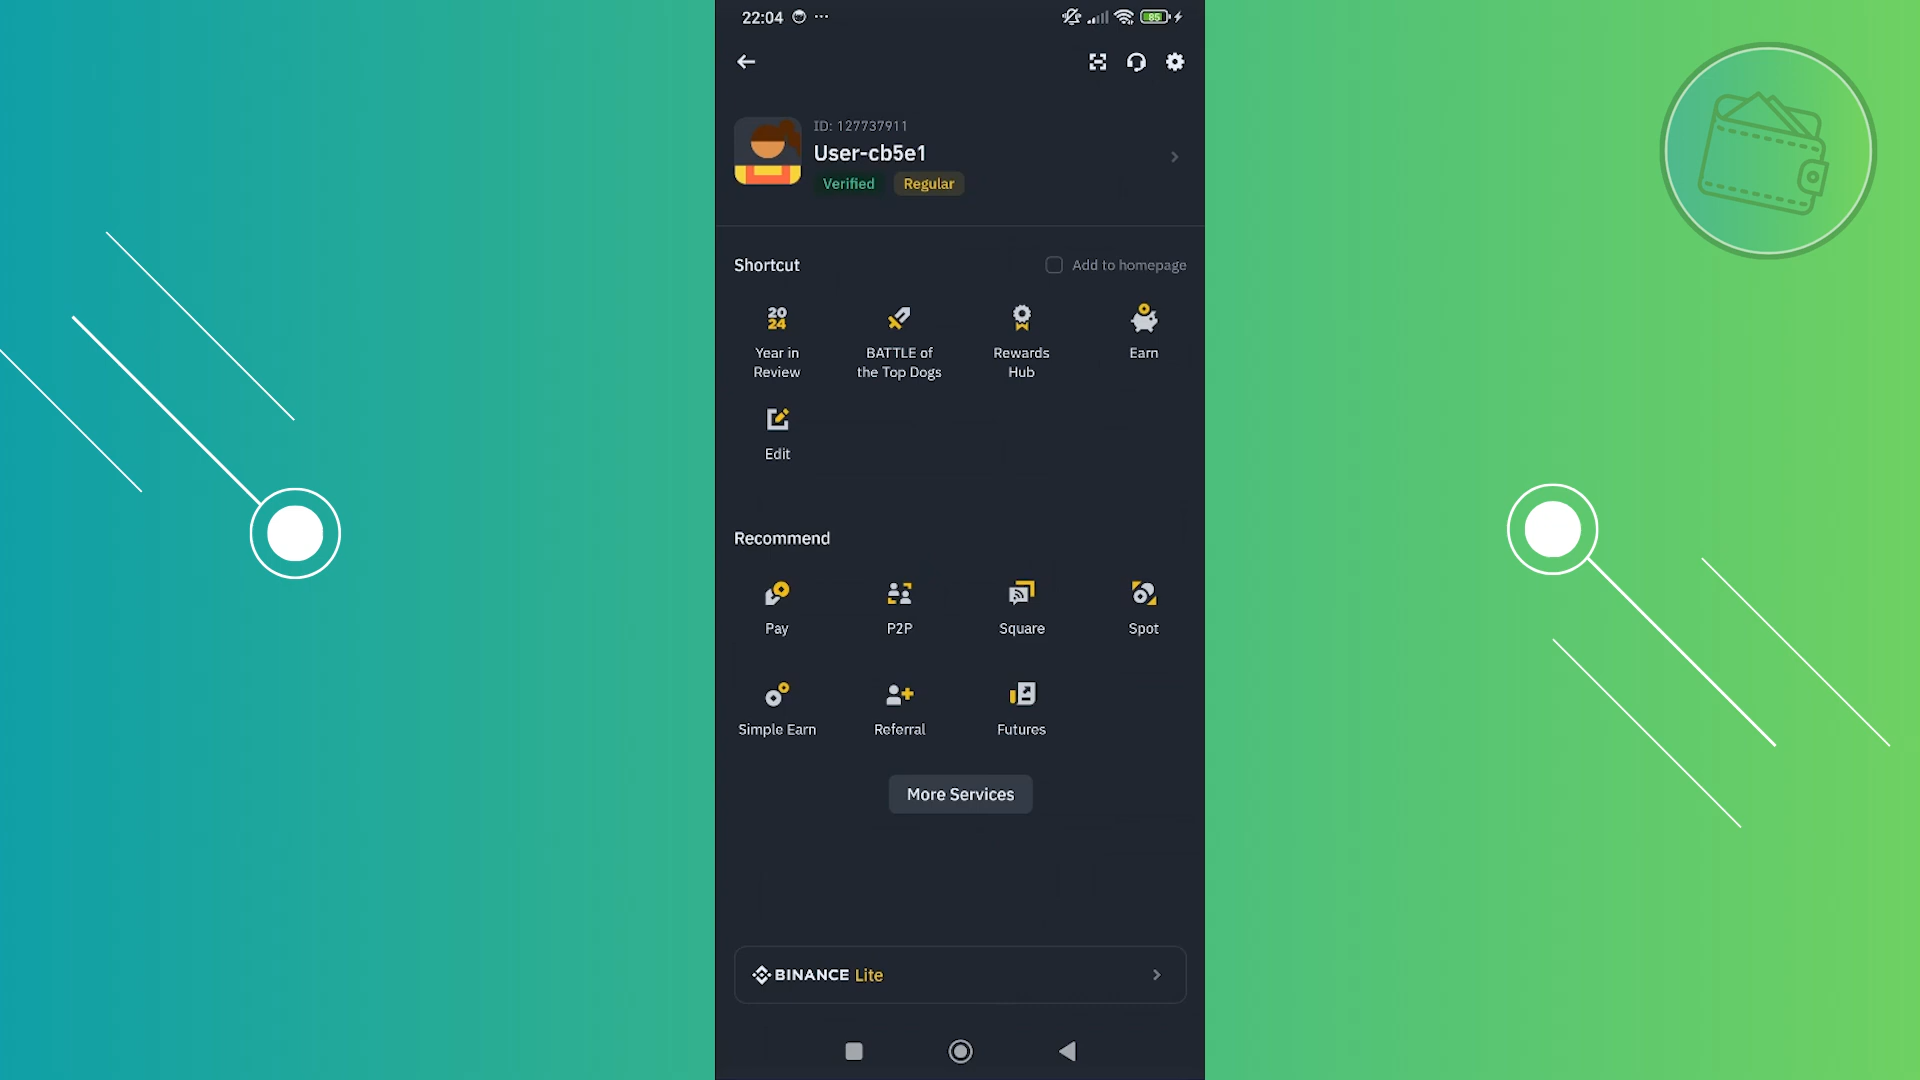 22:04
85
ID: 127737911
User-cb5e1
Verified Regular
Shortcut
Add to homepage
20
24
Year in
Review
BATTLE of
the Top Dogs
Rewards
Hub
Earn
Edit
Recommend
Pay
P2P
Square
Spot
Simple Earn
Referral
Futures
More Services
BINANCE Lite